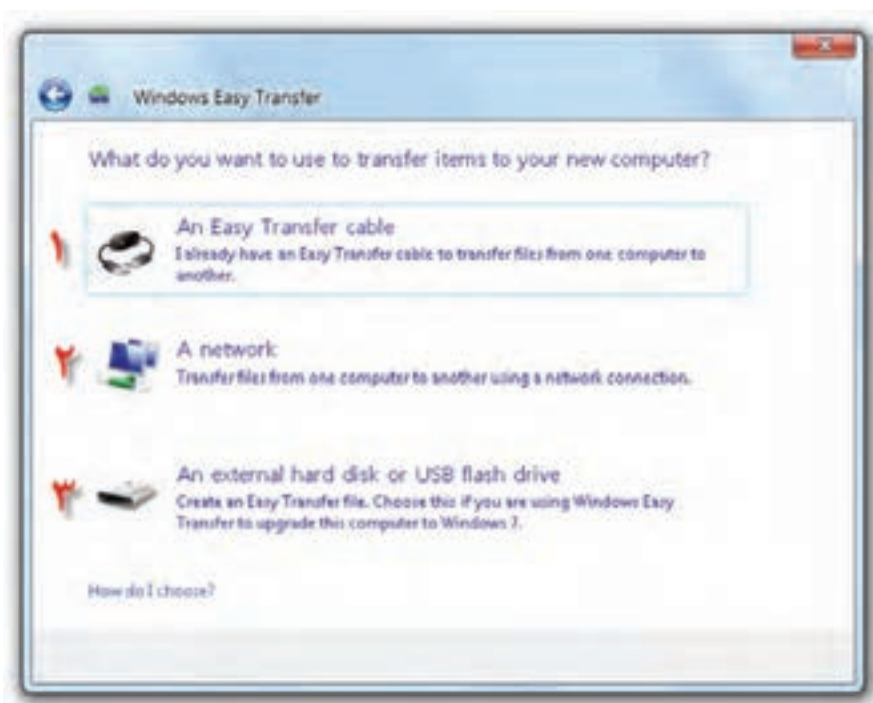 Windows Easy Transfer
What do you want to use to transfer items to your new computer?
۱
An Easy Transfer cable
I already have an Easy Transfer cable to transfer files from one computer to
another.
۲
A network
Transfer files from one computer to another using a network connection.
۳
An external hard disk or USB flash drive
Create an Easy Transfer file. Choose this if you are using Windows Easy
Transfer to upgrade this computer to Windows 7.
How do I choose?